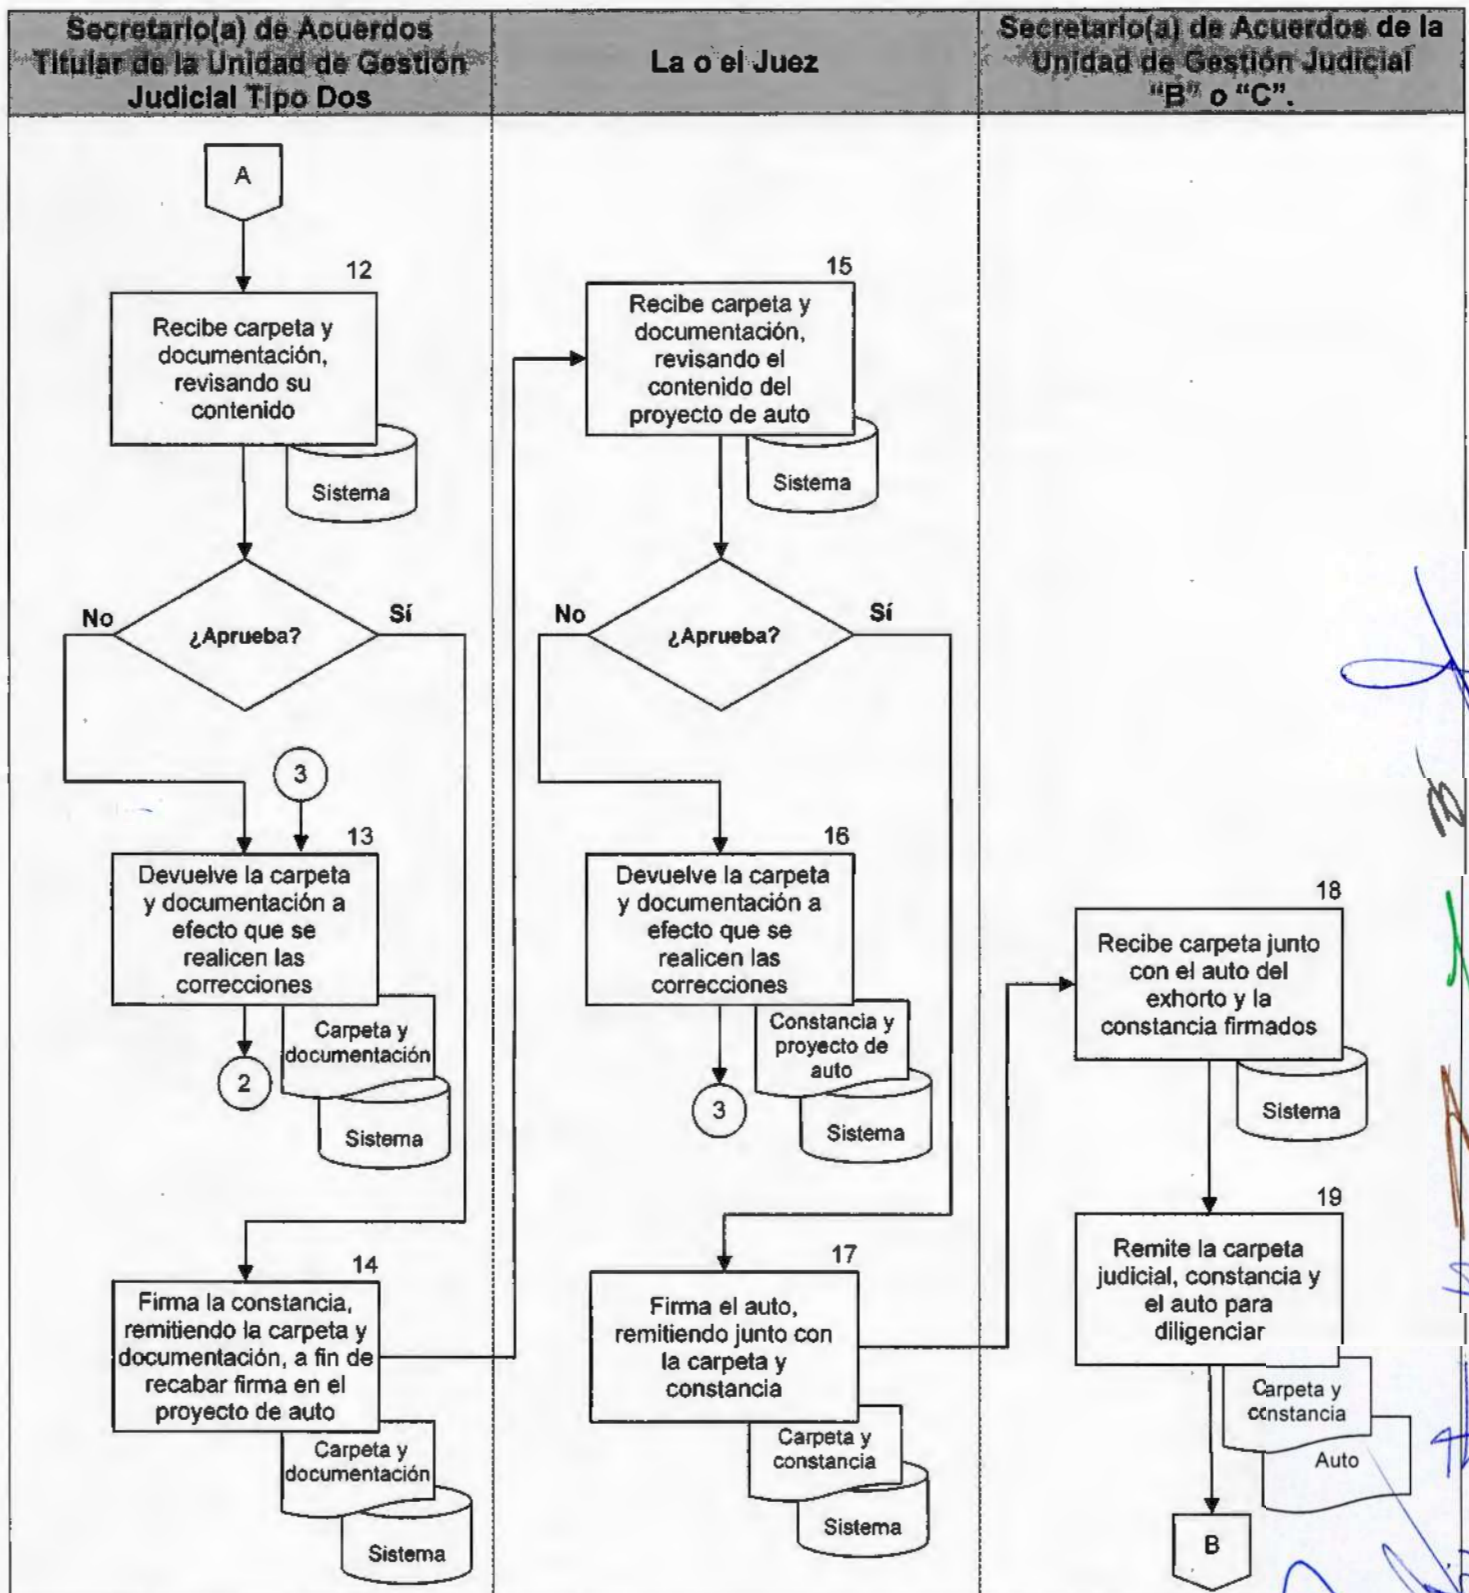 Secretario(a) de Acuerdos
Titular de la Unidad de Gestión
Judicial Tipo Dos
La o el Juez
Secretario(a) de Acuerdos de la
Unidad de Gestión Judicial
"B" o "C".
A
12
Recibe carpeta y
documentación,
revisando su
contenido
Sistema
No
¿Aprueba?
Sí
3
13
Devuelve la carpeta
y documentación a
efecto que se
realicen las
correcciones
Carpeta y
documentación
Sistema
2
14
Firma la constancia,
remitiendo la carpeta y
documentación, a fin de
recabar firma en el
proyecto de auto
Carpeta y
documentación
Sistema
15
Recibe carpeta y
documentación,
revisando el
contenido del
proyecto de auto
Sistema
No
¿Aprueba?
Sí
16
Devuelve la carpeta
y documentación a
efecto que se
realicen las
correcciones
Constancia y
proyecto de
auto
Sistema
3
17
Firma el auto,
remitiendo junto con
la carpeta y
constancia
Carpeta y
constancia
Sistema
18
Recibe carpeta junto
con el auto del
exhorto y la
constancia firmados
Sistema
19
Remite la carpeta
judicial, constancia y
el auto para
diligenciar
Carpeta y
constancia
Auto
B